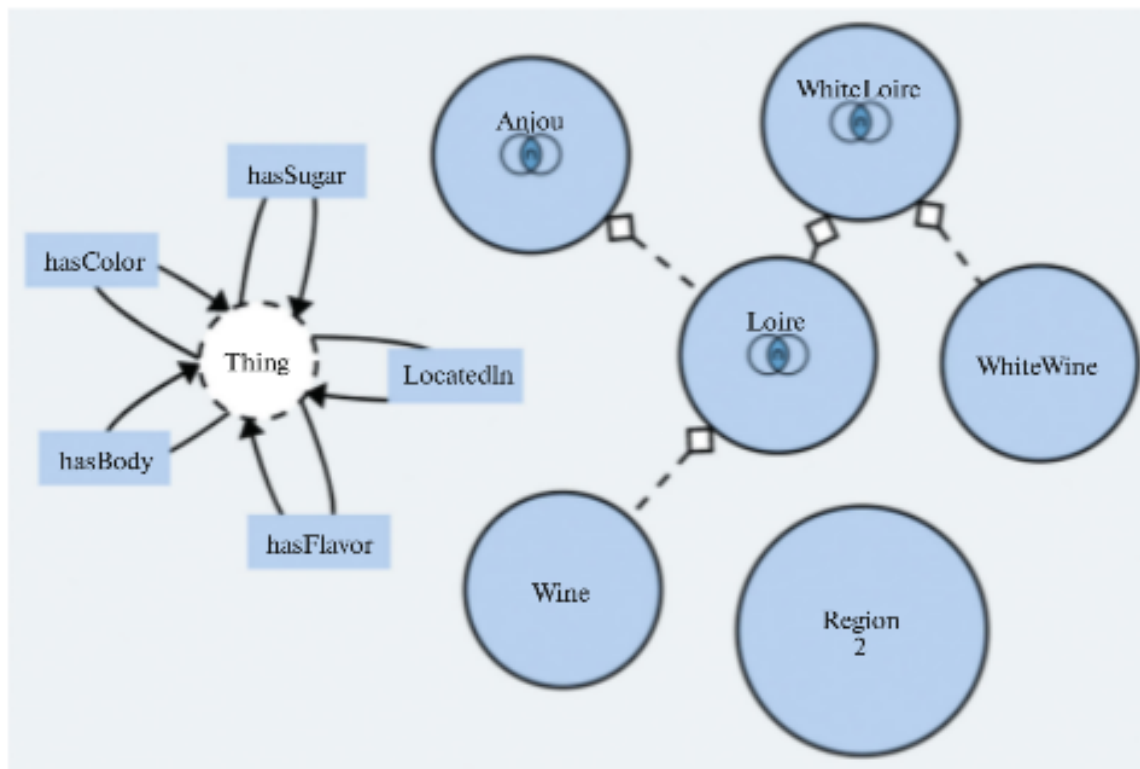 WhiteLoire
Anjou
hasSugar
hasColor
Loire
Thing
LocatedIn
WhiteWine
hasBody
hasFlavor
Wine
Region
2